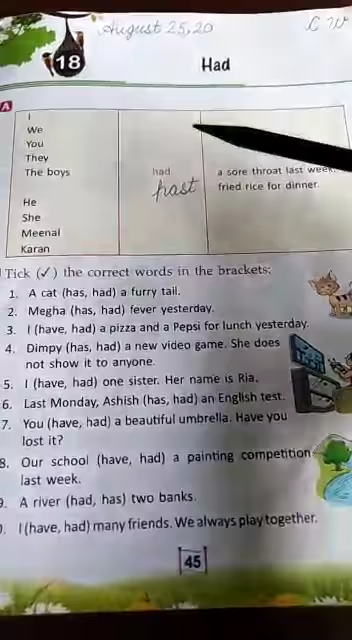 August 25, 20
C W
18
Had
A
I
We
You
They
The boys
had
a sore throat last week.
past
fried rice for dinner.
He
She
Meenal
Karan
Tick (✓) the correct words in the brackets:
1. A cat (has, had) a furry tail.
2. Megha (has, had) fever yesterday.
3. I (have, had) a pizza and a Pepsi for lunch yesterday.
4. Dimpy (has, had) a new video game. She does
not show it to anyone.
5. I (have, had) one sister. Her name is Ria.
6. Last Monday, Ashish (has, had) an English test.
7. You (have, had) a beautiful umbrella. Have you
lost it?
8. Our school (have, had) a painting competition
last week.
9. A river (had, has) two banks.
0. I (have, had) many friends. We always play together.
45